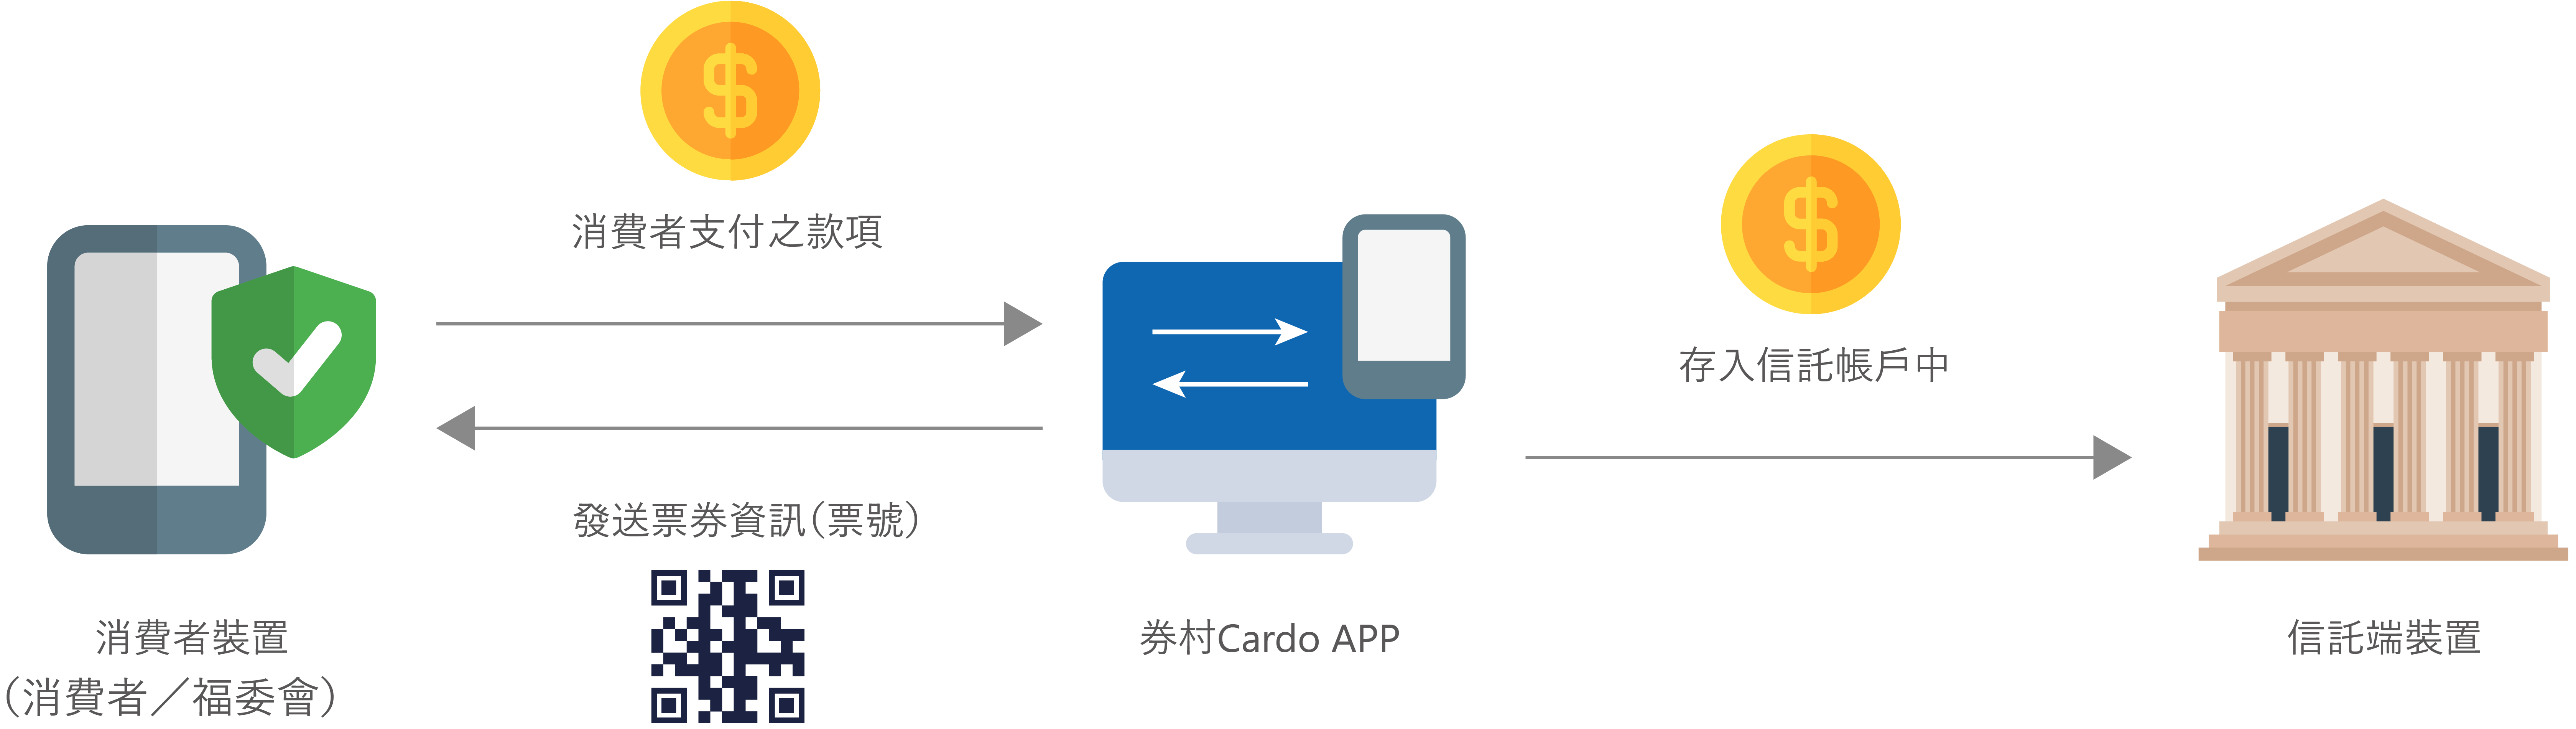 消費者支付之款項
存入信託帳戶中
發送票券資訊(票號)
消費者裝置
(消費者／福委會)
券村Cardo APP
信託端裝置